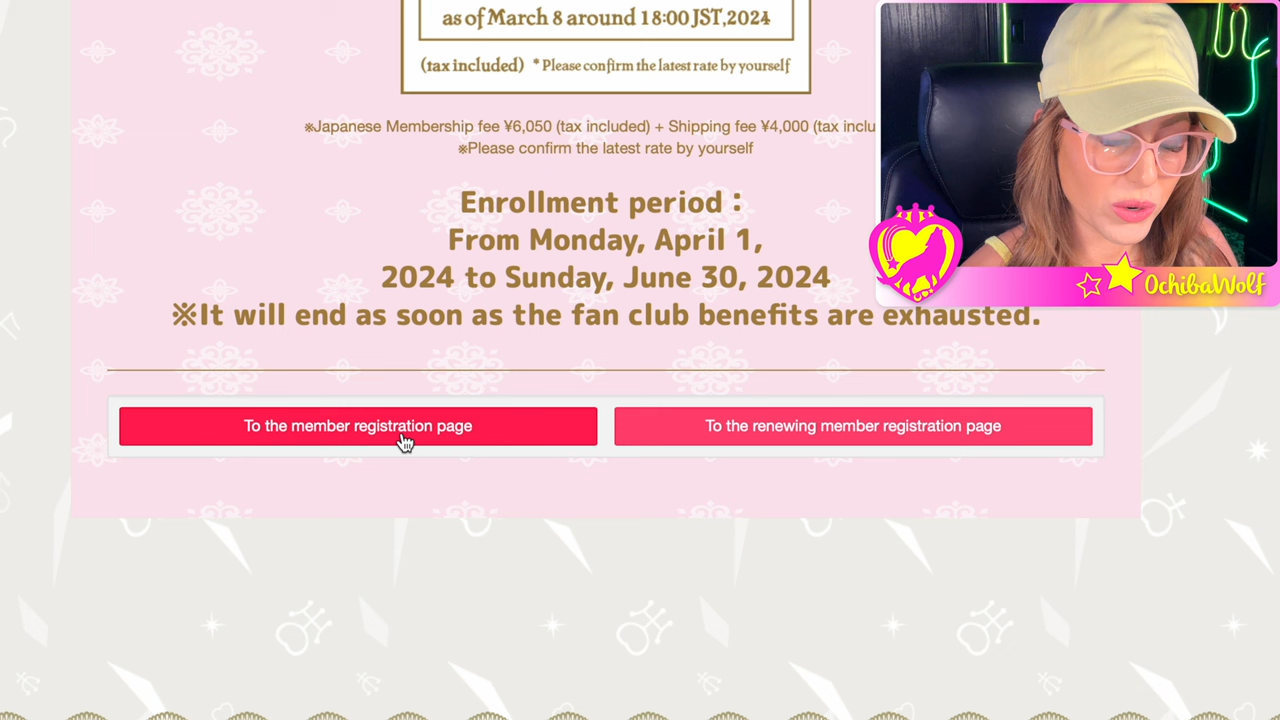 as of March 8 around 18:00 JST,2024
(tax included) * Please confirm the latest rate by yourself
※Japanese Membership fee ¥6,050 (tax included) + Shipping fee ¥4,000 (tax inclu
※Please confirm the latest rate by yourself
Enrollment period :
From Monday, April 1,
2024 to Sunday, June 30, 2024
※It will end as soon as the fan club benefits are exhausted.
To the member registration page
To the renewing member registration page
OchibaWolf